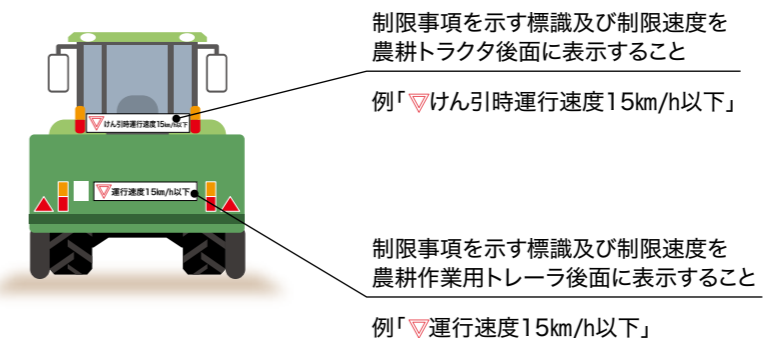 制限事項を示す標識及び制限速度を
農耕トラクタ後面に表示すること
例「▽けん引時運行速度15㎞/h以下」
▽けん引時運行速度15㎞/h以下
▽運行速度15㎞/h以下
制限事項を示す標識及び制限速度を
農耕作業用トレーラ後面に表示すること
例「▽運行速度15㎞/h以下」